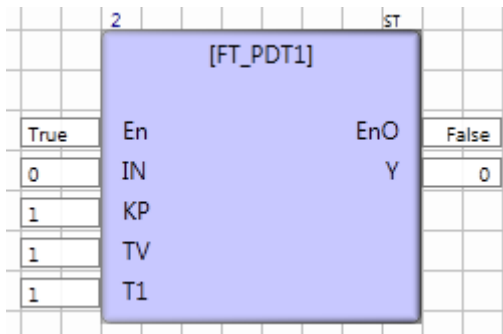 2 ST
[FT_PDT1]
True En EnO False
0 IN Y 0
1 KP
1 TV
1 T1